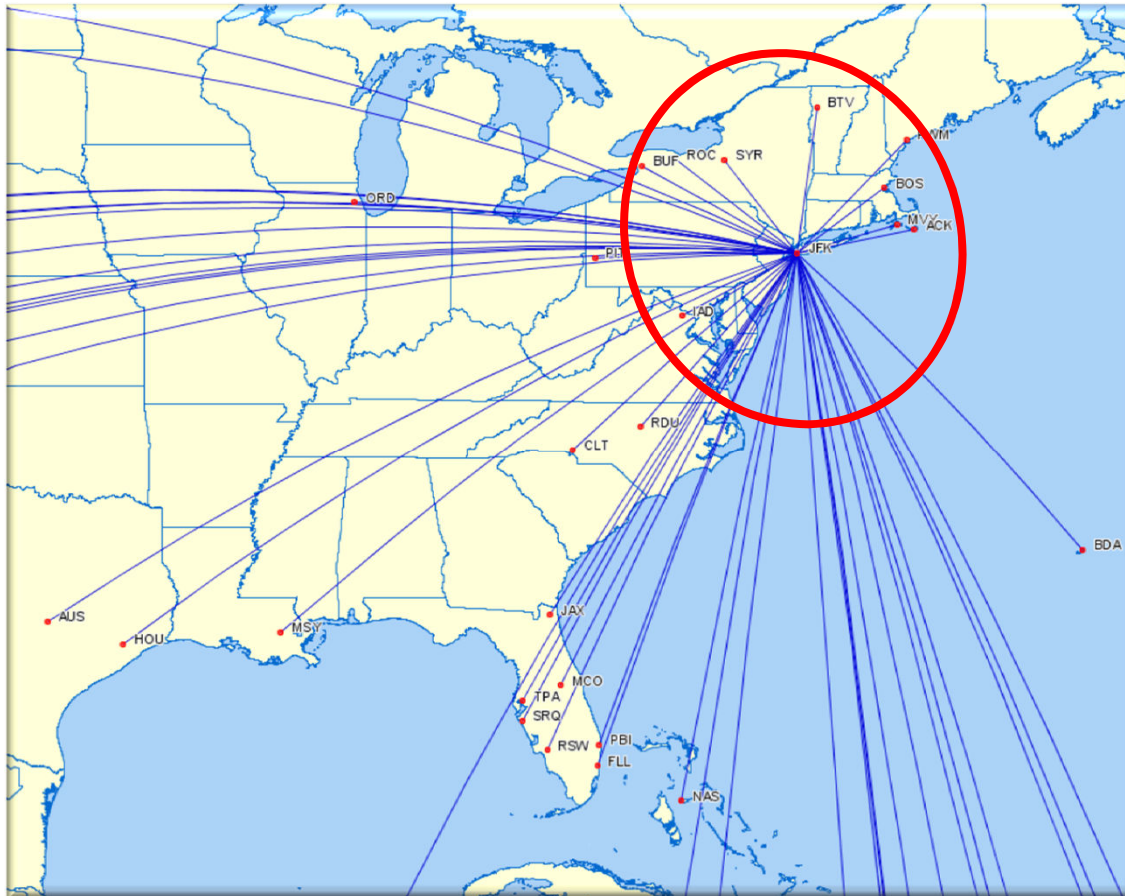 BTV
PWM
BUF
ROC
SYR
BOS
ORD
MVY
ACK
JFK
PIT
IAD
RDU
CLT
BDA
AUS
HOU
MSY
JAX
MCO
TPA
SRQ
RSW
PBI
FLL
NAS